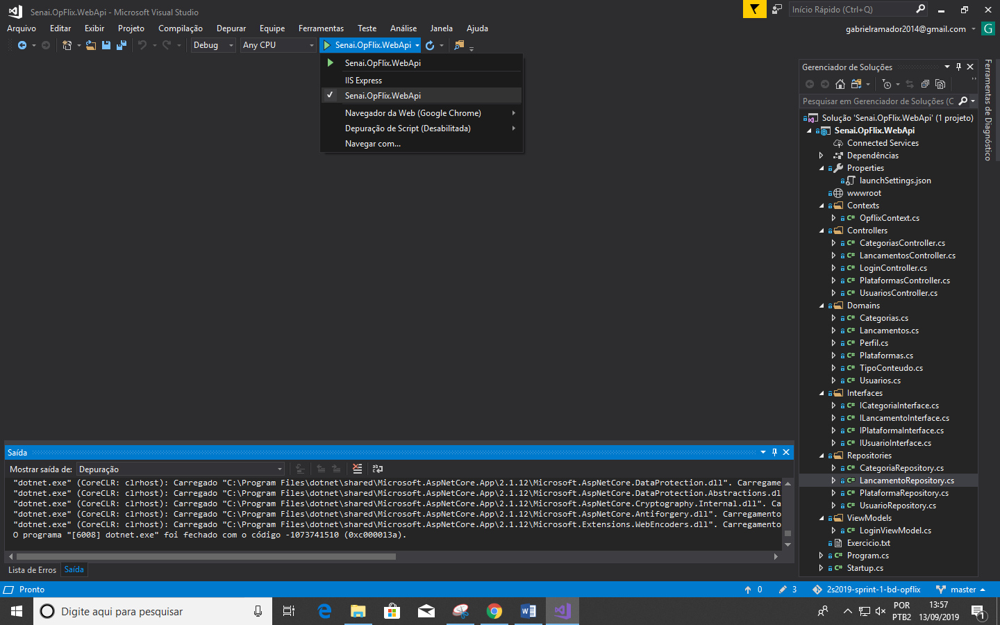 Senai.OpFlix.WebApi - Microsoft Visual Studio
Início Rápido (Ctrl+Q)
Arquivo Editar Exibir Projeto Compilação Depurar Equipe Ferramentas Teste Análise Janela Ajuda
gabrielramador2014@gmail.com G
Debug Any CPU Senai.OpFlix.WebApi
Senai.OpFlix.WebApi
IIS Express
Senai.OpFlix.WebApi
Navegador da Web (Google Chrome)
Depuração de Script (Desabilitada)
Navegar com...
Gerenciador de Soluções
Pesquisar em Gerenciador de Soluções (C
Solução 'Senai.OpFlix.WebApi' (1 projeto)
Senai.OpFlix.WebApi
Connected Services
Dependências
Properties
launchSettings.json
wwwroot
Contexts
C# OpflixContext.cs
Controllers
C# CategoriasController.cs
C# LancamentosController.cs
C# LoginController.cs
C# PlataformasController.cs
C# UsuariosController.cs
Domains
C# Categorias.cs
C# Lancamentos.cs
C# Perfil.cs
C# Plataformas.cs
C# TipoConteudo.cs
C# Usuarios.cs
Interfaces
C# ICategoriaInterface.cs
C# ILancamentoInterface.cs
C# IPlataformaInterface.cs
C# IUsuarioInterface.cs
Repositories
C# CategoriaRepository.cs
C# LancamentoRepository.cs
C# PlataformaRepository.cs
C# UsuarioRepository.cs
ViewModels
C# LoginViewModel.cs
Exercicio.txt
C# Program.cs
C# Startup.cs
Ferramentas de Diagnóstico
Saída
Mostrar saída de: Depuração
"dotnet.exe" (CoreCLR: clrhost): Carregado "C:\Program Files\dotnet\shared\Microsoft.AspNetCore.App\2.1.12\Microsoft.AspNetCore.DataProtection.dll". Carregame
"dotnet.exe" (CoreCLR: clrhost): Carregado "C:\Program Files\dotnet\shared\Microsoft.AspNetCore.App\2.1.12\Microsoft.AspNetCore.DataProtection.Abstractions.dl
"dotnet.exe" (CoreCLR: clrhost): Carregado "C:\Program Files\dotnet\shared\Microsoft.AspNetCore.App\2.1.12\Microsoft.AspNetCore.Cryptography.Internal.dll". Ca
"dotnet.exe" (CoreCLR: clrhost): Carregado "C:\Program Files\dotnet\shared\Microsoft.AspNetCore.App\2.1.12\Microsoft.AspNetCore.Antiforgery.dll". Carregamento
"dotnet.exe" (CoreCLR: clrhost): Carregado "C:\Program Files\dotnet\shared\Microsoft.AspNetCore.App\2.1.12\Microsoft.Extensions.WebEncoders.dll". Carregamento
O programa "[6008] dotnet.exe" foi fechado com o código -1073741510 (0xc000013a).
Lista de Erros Saída
Pronto 0 3 2s2019-sprint-1-bd-opflix master
Digite aqui para pesquisar
POR
PTB2
13:57
13/09/2019
1